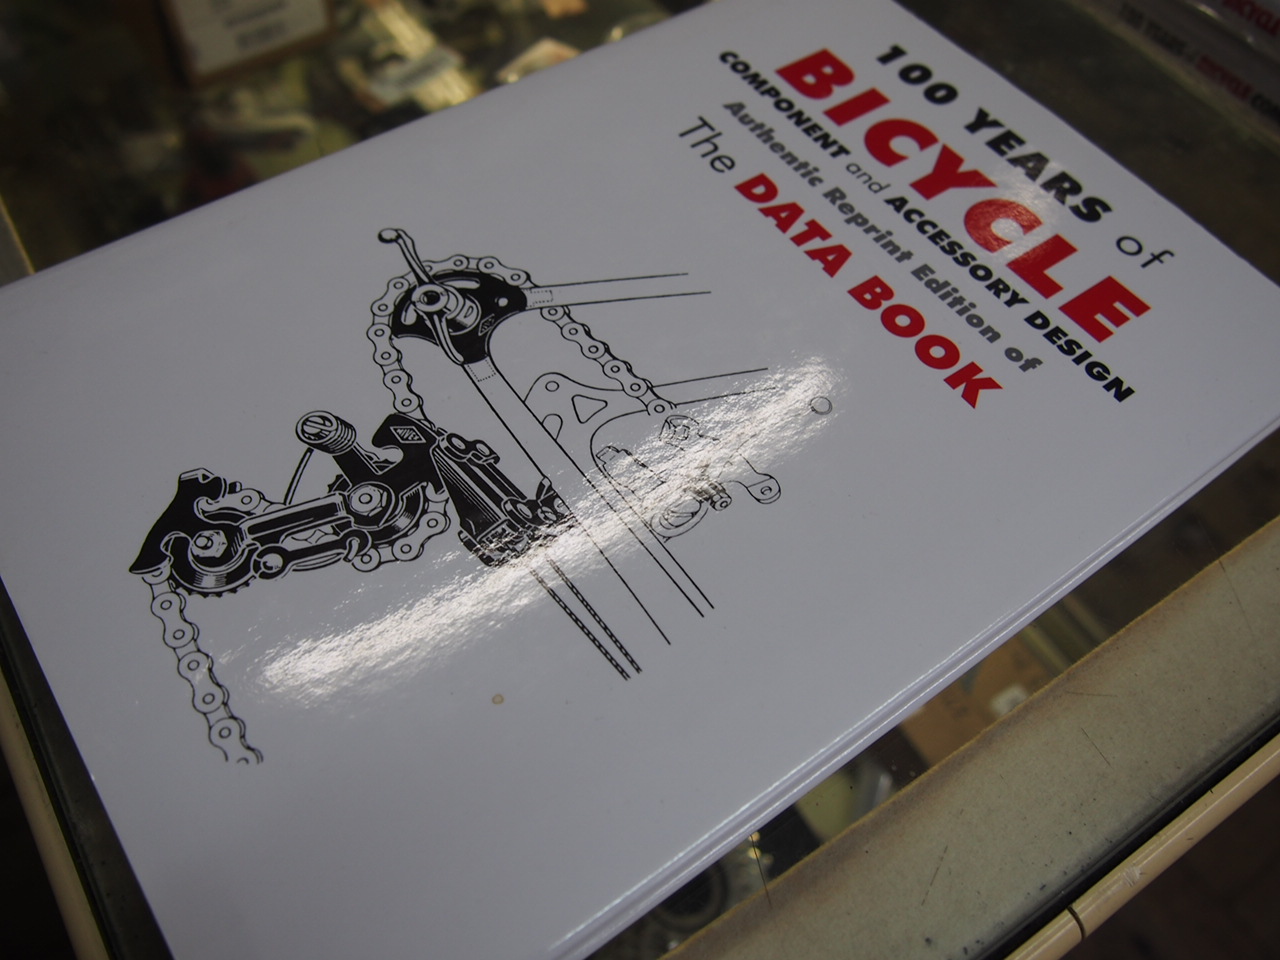 100 YEARS of
BICYCLE
COMPONENT and ACCESSORY DESIGN
Authentic Reprint Edition of
The DATA BOOK